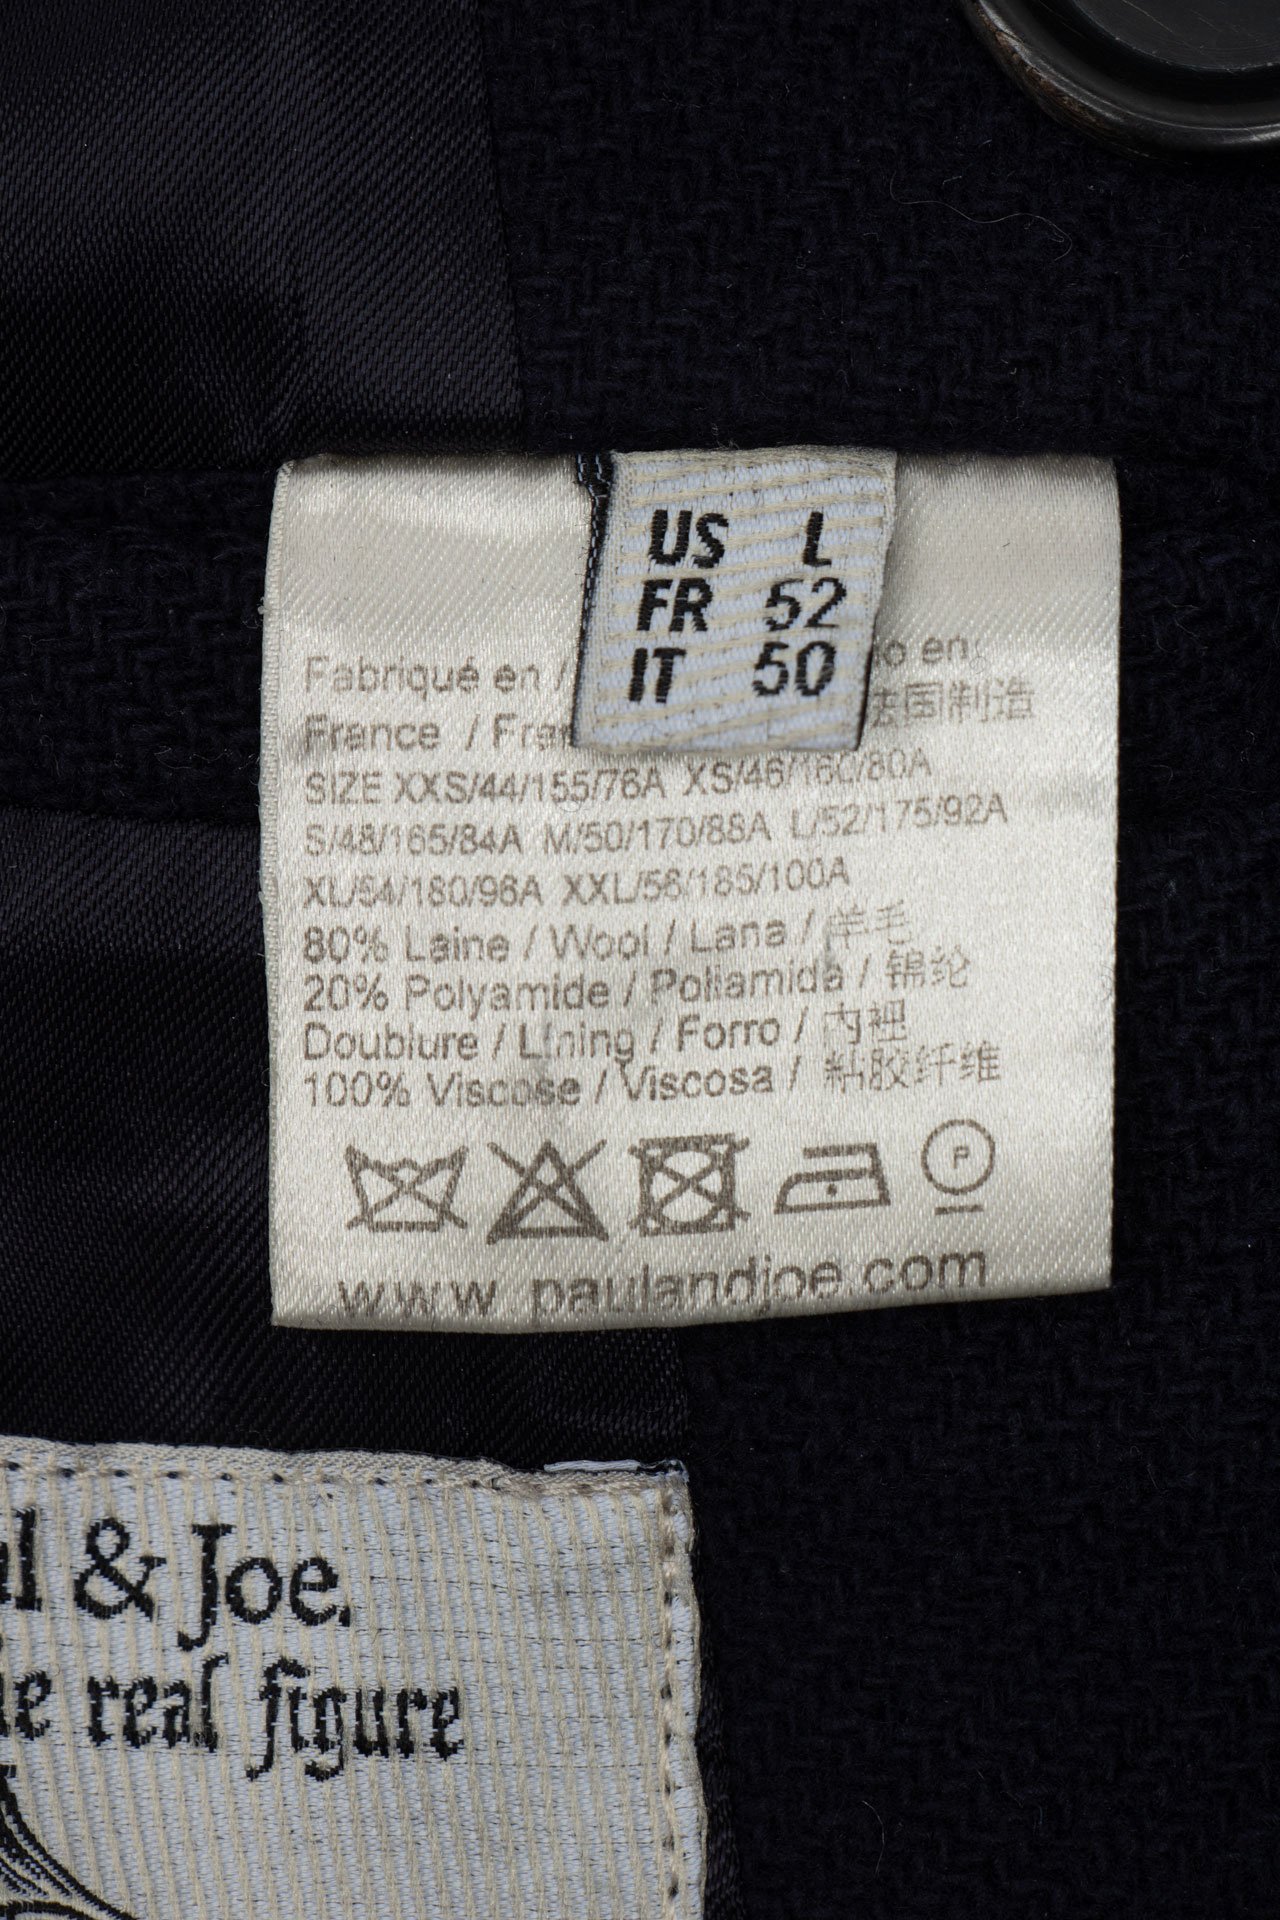 US L
FR 52
IT 50
Fabriqué en /
France / Fra
法国制造
SIZE XXS/44/155/76A XS/46/160/80A
S/48/165/84A M/50/170/88A L/52/175/92A
XL/54/180/96A XXL/56/185/100A
80% Laine / Wool / Lana / 羊毛
20% Polyamide / Poliamida / 锦纶
Doublure / Lining / Forro / 内裡
100% Viscose / Viscosa / 粘胶纤维
P
www.paulandjoe.com
ul & Joe.
he real figure